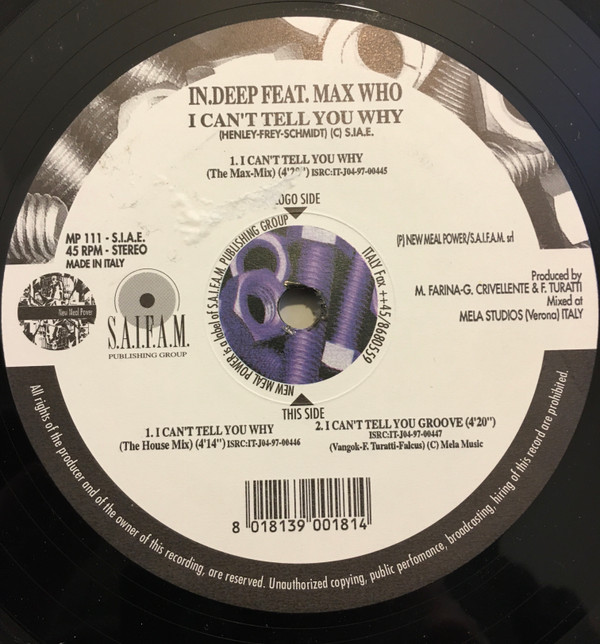 IN.DEEP FEAT. MAX WHO
I CAN'T TELL YOU WHY
(HENLEY-FREY-SCHMIDT) (C) S.IAE.
1. I CAN'T TELL YOU WHY
(The Max-Mix) ISRC:IT-J04-97-00445
LOGO SIDE
MP 111 - S.I.A.E.
45 RPM - STEREO
MADE IN ITALY
(P) NEW MEAL POWER/S.A.I.F.A.M. srl
Produced by
M. FARINA-G. CRIVELLENTE & F. TURATTI
Mixed at
MELA STUDIOS (Verona) ITALY
New Meal Power
S.A.I.F.A.M.
PUBLISHING GROUP
NEW MEAL POWER is a label of S.A.I.F.A.M. PUBLISHING GROUP
ITALY Fax ++45/8680559
THIS SIDE
1. I CAN'T TELL YOU WHY
(The House Mix) (4'14") ISRC:IT-J04-97-00446
2. I CAN'T TELL YOU GROOVE (4'20")
ISRC:IT-J04-97-00447
(Vangok-F. Turatti-Falcus) (C) Mela Music
8 018139 001814
All rights of the producer and of the owner of this recording, are reserved. Unauthorized copying, public perfomance, broadcasting, hiring of this record are prohibited.